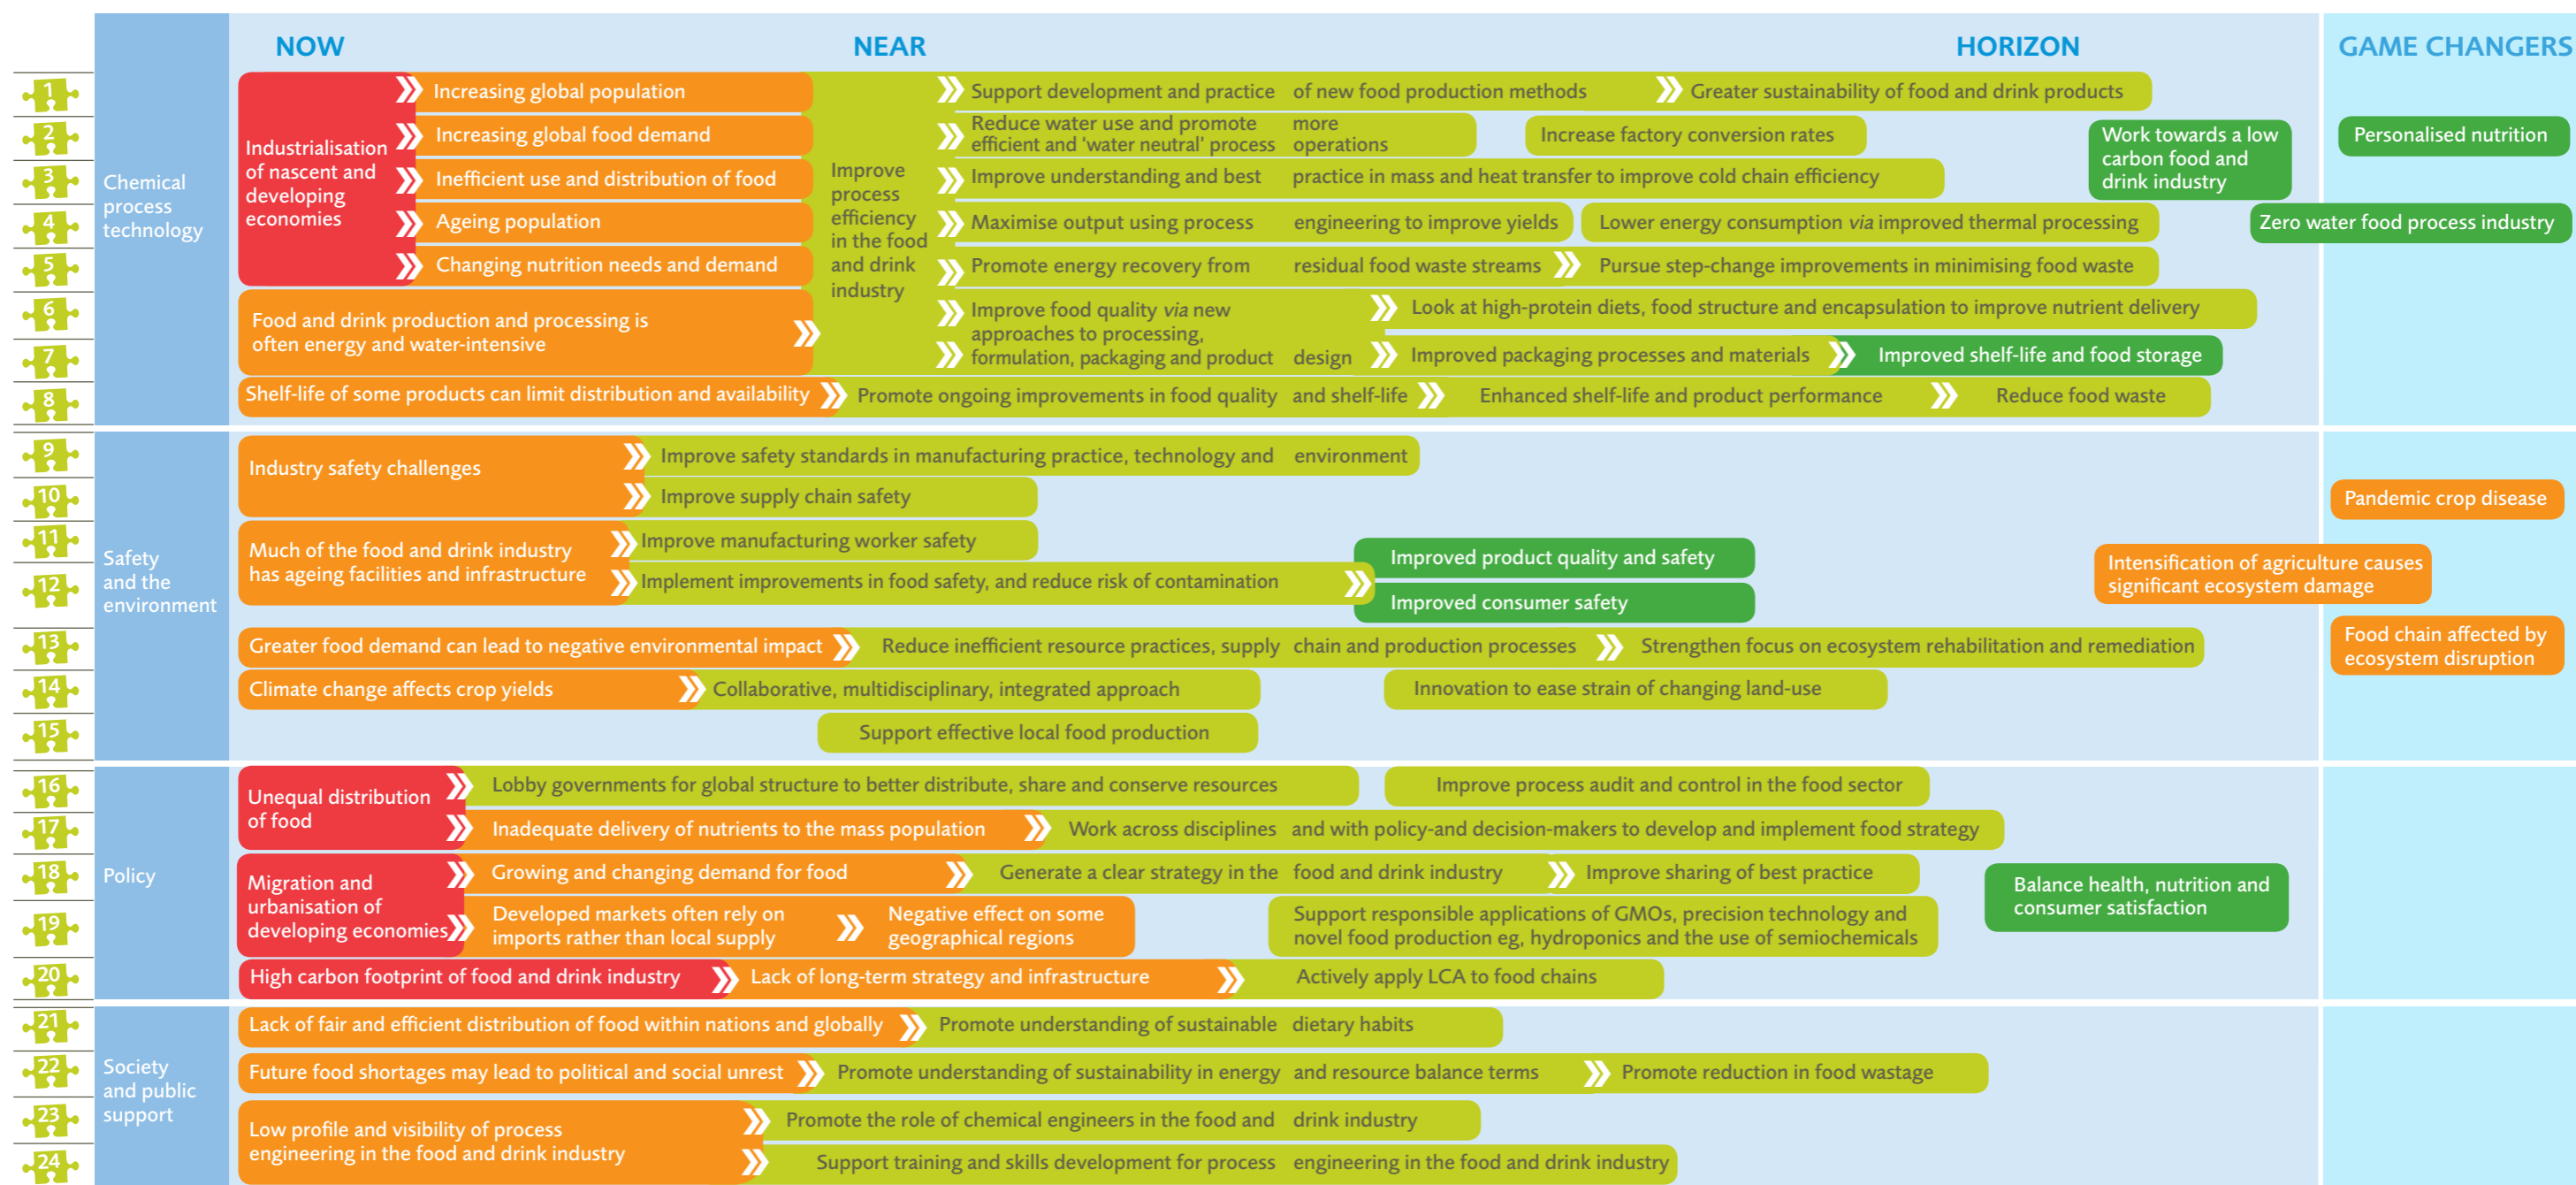 NOW NEAR HORIZON GAME CHANGERS
Chemical
process
technology
1
2
3
4
5
6
7
8
Industrialisation
of nascent and
developing
economies
Increasing global population
Increasing global food demand
Inefficient use and distribution of food
Ageing population
Changing nutrition needs and demand
Food and drink production and processing is
often energy and water-intensive
Improve
process
efficiency
in the food
and drink
industry
Support development and practice of new food production methods
Greater sustainability of food and drink products
Reduce water use and promote more
efficient and 'water neutral' process operations
Increase factory conversion rates
Work towards a low
carbon food and
drink industry
Personalised nutrition
Improve understanding and best practice in mass and heat transfer to improve cold chain efficiency
Maximise output using process engineering to improve yields
Lower energy consumption via improved thermal processing
Zero water food process industry
Promote energy recovery from residual food waste streams
Pursue step-change improvements in minimising food waste
Improve food quality via new
approaches to processing,
formulation, packaging and product design
Look at high-protein diets, food structure and encapsulation to improve nutrient delivery
Improved packaging processes and materials
Improved shelf-life and food storage
Shelf-life of some products can limit distribution and availability
Promote ongoing improvements in food quality and shelf-life
Enhanced shelf-life and product performance
Reduce food waste
Safety
and the
environment
9
10
11
12
13
14
15
Industry safety challenges
Improve safety standards in manufacturing practice, technology and environment
Improve supply chain safety
Pandemic crop disease
Much of the food and drink industry
has ageing facilities and infrastructure
Improve manufacturing worker safety
Implement improvements in food safety, and reduce risk of contamination
Improved product quality and safety
Improved consumer safety
Intensification of agriculture causes
significant ecosystem damage
Greater food demand can lead to negative environmental impact
Reduce inefficient resource practices, supply chain and production processes
Strengthen focus on ecosystem rehabilitation and remediation
Food chain affected by
ecosystem disruption
Climate change affects crop yields
Collaborative, multidisciplinary, integrated approach
Innovation to ease strain of changing land-use
Support effective local food production
Policy
16
17
18
19
20
Unequal distribution
of food
Lobby governments for global structure to better distribute, share and conserve resources
Improve process audit and control in the food sector
Inadequate delivery of nutrients to the mass population
Work across disciplines and with policy-and decision-makers to develop and implement food strategy
Migration and
urbanisation of
developing economies
Growing and changing demand for food
Generate a clear strategy in the food and drink industry
Improve sharing of best practice
Balance health, nutrition and
consumer satisfaction
Developed markets often rely on
imports rather than local supply
Negative effect on some
geographical regions
Support responsible applications of GMOs, precision technology and
novel food production eg, hydroponics and the use of semiochemicals
High carbon footprint of food and drink industry
Lack of long-term strategy and infrastructure
Actively apply LCA to food chains
Society
and public
support
21
22
23
24
Lack of fair and efficient distribution of food within nations and globally
Promote understanding of sustainable dietary habits
Future food shortages may lead to political and social unrest
Promote understanding of sustainability in energy and resource balance terms
Promote reduction in food wastage
Low profile and visibility of process
engineering in the food and drink industry
Promote the role of chemical engineers in the food and drink industry
Support training and skills development for process engineering in the food and drink industry